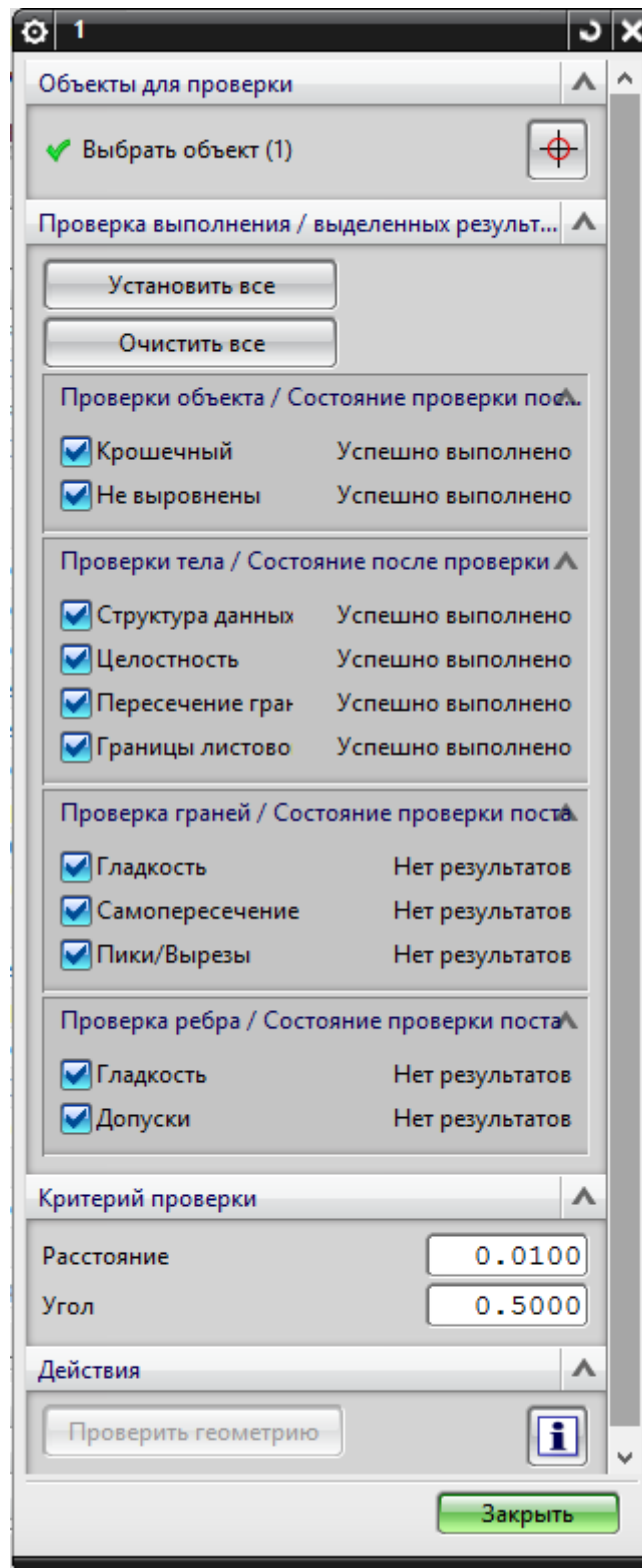 1
Объекты для проверки
Выбрать объект (1)
Проверка выполнения / выделенных результ...
Установить все
Очистить все
Проверки объекта / Состояние проверки пос...
Крошечный Успешно выполнено
Не выровнены Успешно выполнено
Проверки тела / Состояние после проверки
Структура данных Успешно выполнено
Целостность Успешно выполнено
Пересечение гран Успешно выполнено
Границы листово Успешно выполнено
Проверка граней / Состояние проверки поста
Гладкость Нет результатов
Самопересечение Нет результатов
Пики/Вырезы Нет результатов
Проверка ребра / Состояние проверки поста
Гладкость Нет результатов
Допуски Нет результатов
Критерий проверки
Расстояние 0.0100
Угол 0.5000
Действия
Проверить геометрию
Закрыть